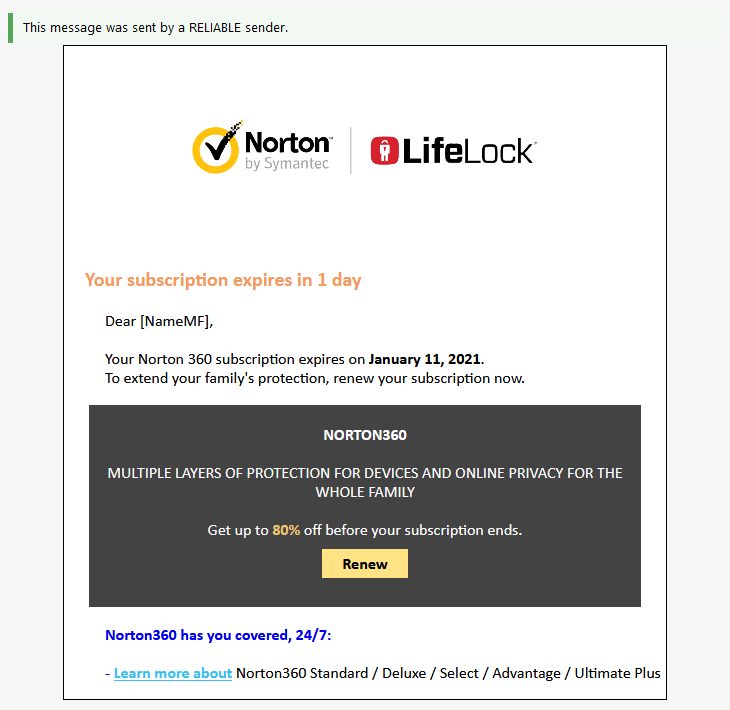 This message was sent by a RELIABLE sender.
Norton™
by Symantec
LifeLock™
Your subscription expires in 1 day
Dear [NameMF],
Your Norton 360 subscription expires on January 11, 2021.
To extend your family's protection, renew your subscription now.
NORTON360
MULTIPLE LAYERS OF PROTECTION FOR DEVICES AND ONLINE PRIVACY FOR THE
WHOLE FAMILY
Get up to 80% off before your subscription ends.
Renew
Norton360 has you covered, 24/7:
- Learn more about Norton360 Standard / Deluxe / Select / Advantage / Ultimate Plus